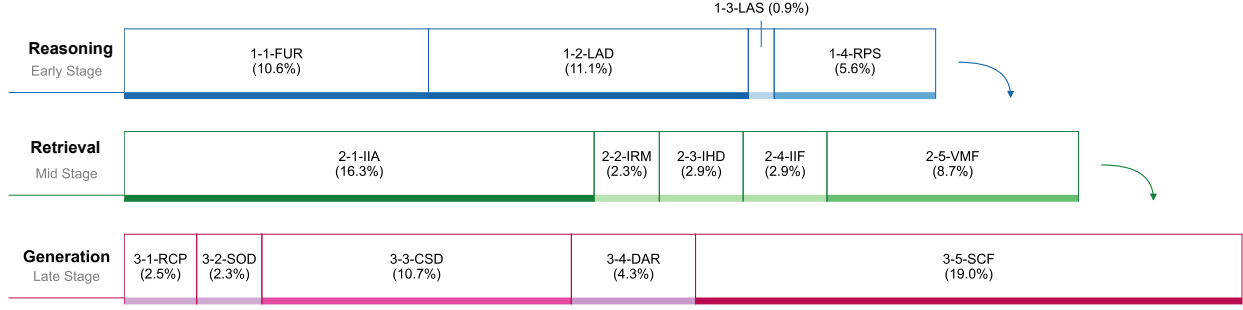 1-3-LAS (0.9%)
Reasoning
Early Stage
1-1-FUR
(10.6%)
1-2-LAD
(11.1%)
1-4-RPS
(5.6%)
Retrieval
Mid Stage
2-1-IIA
(16.3%)
2-2-IRM
(2.3%)
2-3-IHD
(2.9%)
2-4-IIF
(2.9%)
2-5-VMF
(8.7%)
Generation
Late Stage
3-1-RCP
(2.5%)
3-2-SOD
(2.3%)
3-3-CSD
(10.7%)
3-4-DAR
(4.3%)
3-5-SCF
(19.0%)